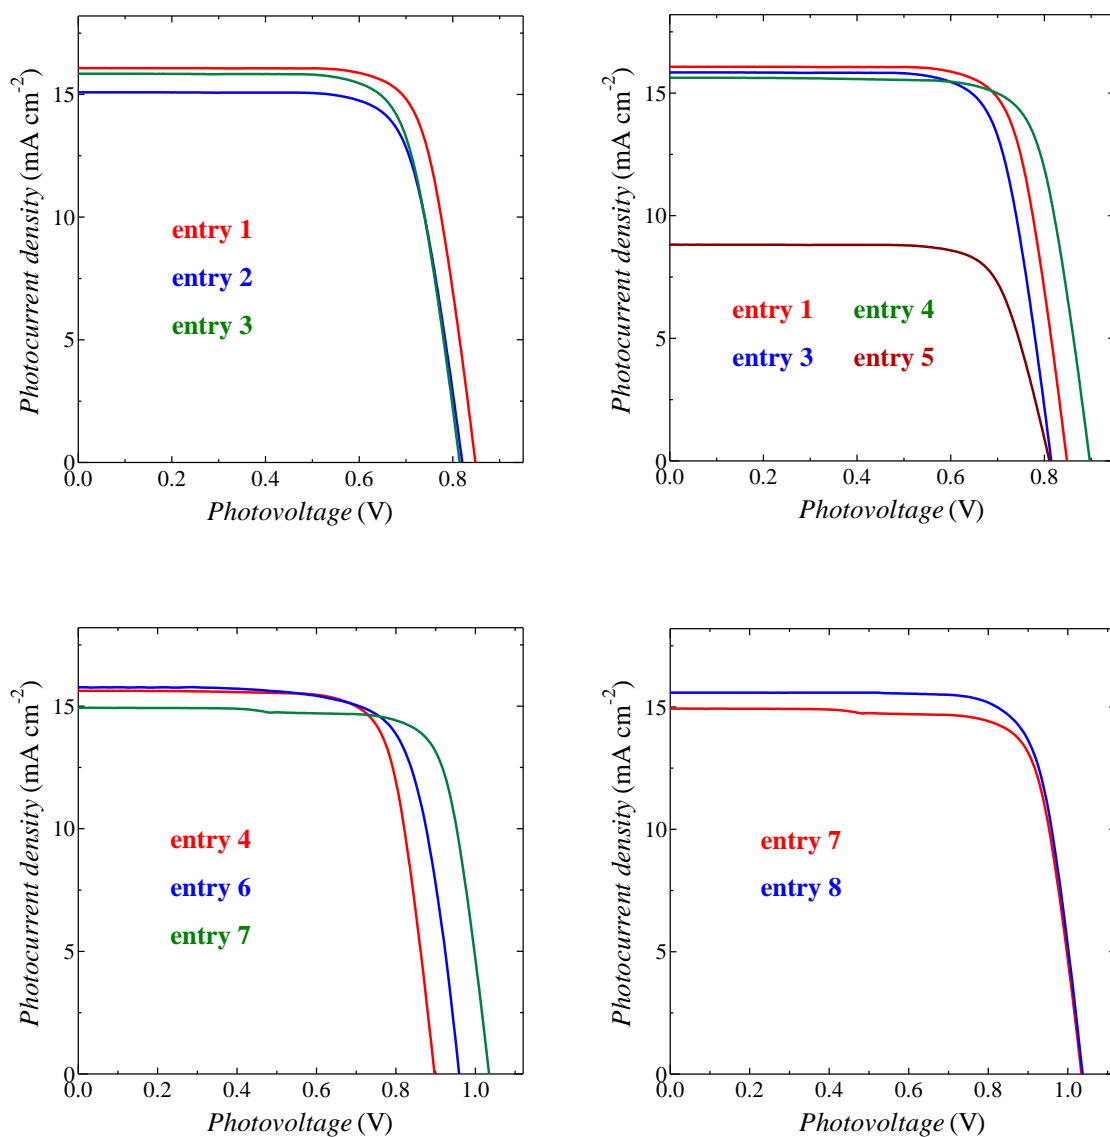 Photocurrent density (mA cm-2)
15
10
5
0
entry 1
entry 2
entry 3
0.0 0.2 0.4 0.6 0.8
Photovoltage (V)
Photocurrent density (mA cm-2)
15
10
5
0
entry 1 entry 4
entry 3 entry 5
0.0 0.2 0.4 0.6 0.8
Photovoltage (V)
Photocurrent density (mA cm-2)
15
10
5
0
entry 4
entry 6
entry 7
0.0 0.2 0.4 0.6 0.8 1.0
Photovoltage (V)
Photocurrent density (mA cm-2)
15
10
5
0
entry 7
entry 8
0.0 0.2 0.4 0.6 0.8 1.0
Photovoltage (V)